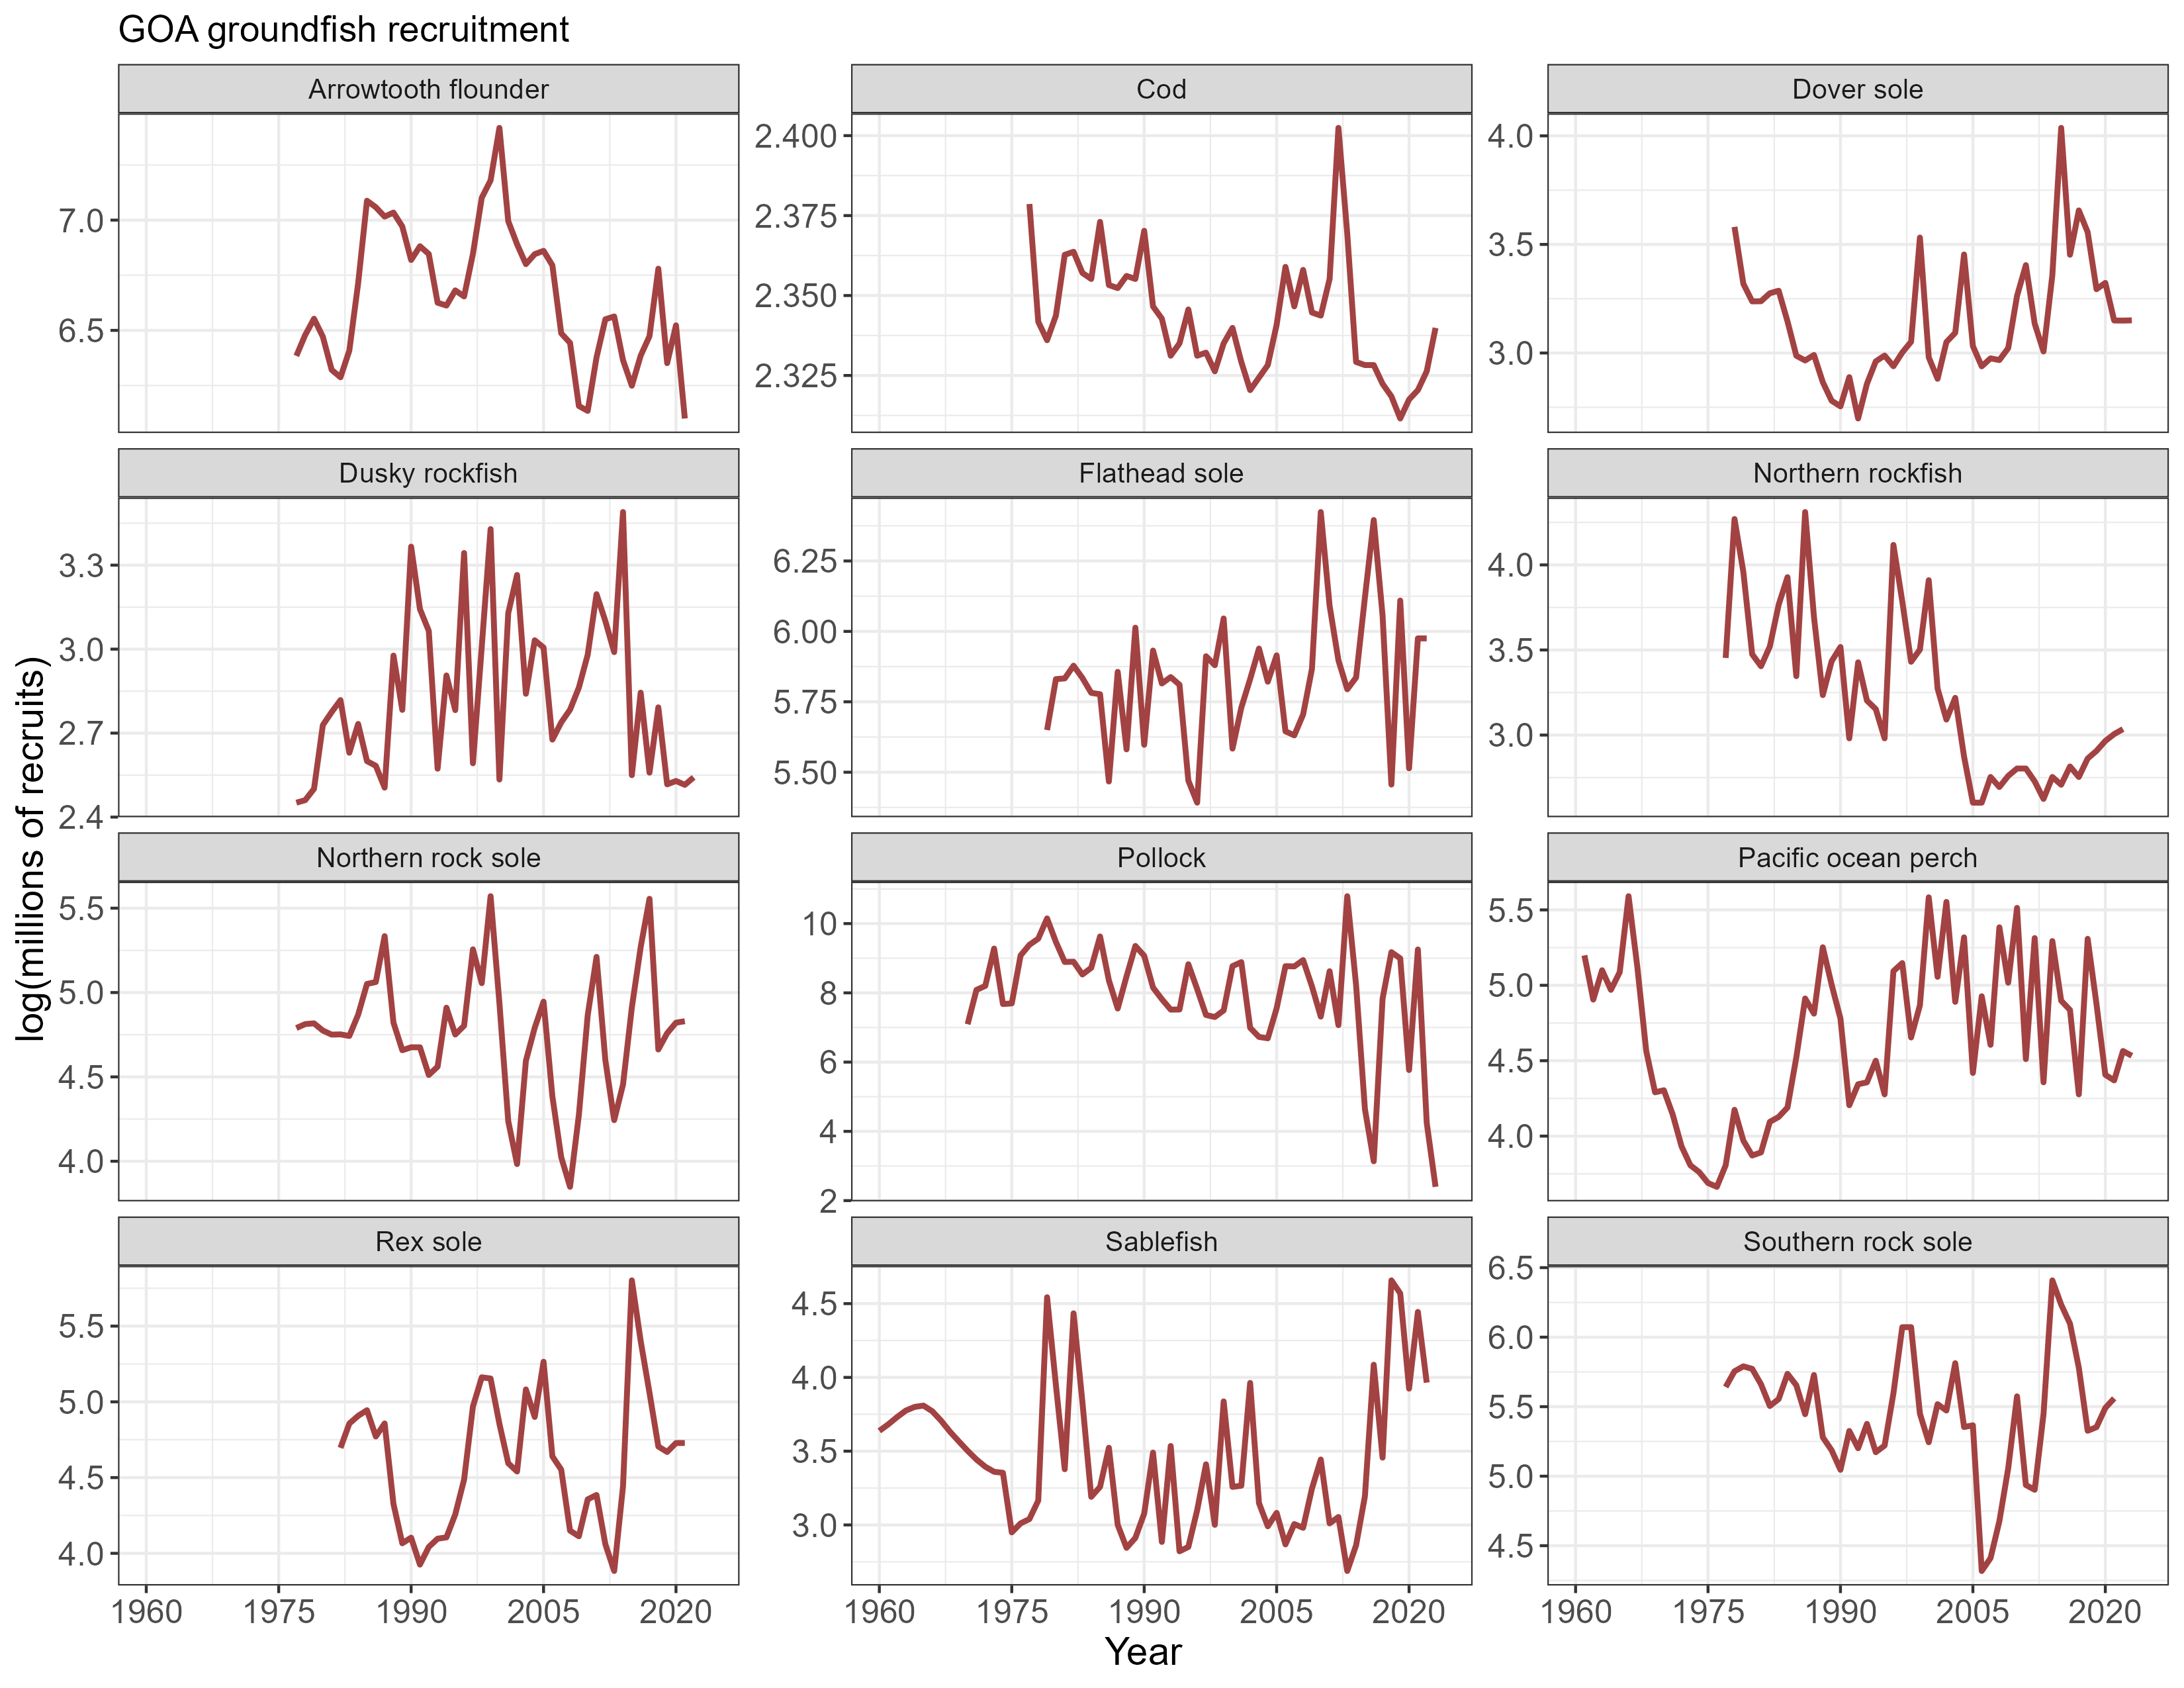 GOA groundfish recruitment
Arrowtooth flounder
Cod
Dover sole
7.0
6.5
2.400
2.375
2.350
2.325
4.0
3.5
3.0
Dusky rockfish
Flathead sole
Northern rockfish
3.3
3.0
2.7
2.4
6.25
6.00
5.75
5.50
4.0
3.5
3.0
log(millions of recruits)
Northern rock sole
Pollock
Pacific ocean perch
5.5
5.0
4.5
4.0
10
8
6
4
2
5.5
5.0
4.5
4.0
Rex sole
Sablefish
Southern rock sole
5.5
5.0
4.5
4.0
4.5
4.0
3.5
3.0
6.5
6.0
5.5
5.0
4.5
1960 1975 1990 2005 2020
1960 1975 1990 2005 2020
1960 1975 1990 2005 2020
Year